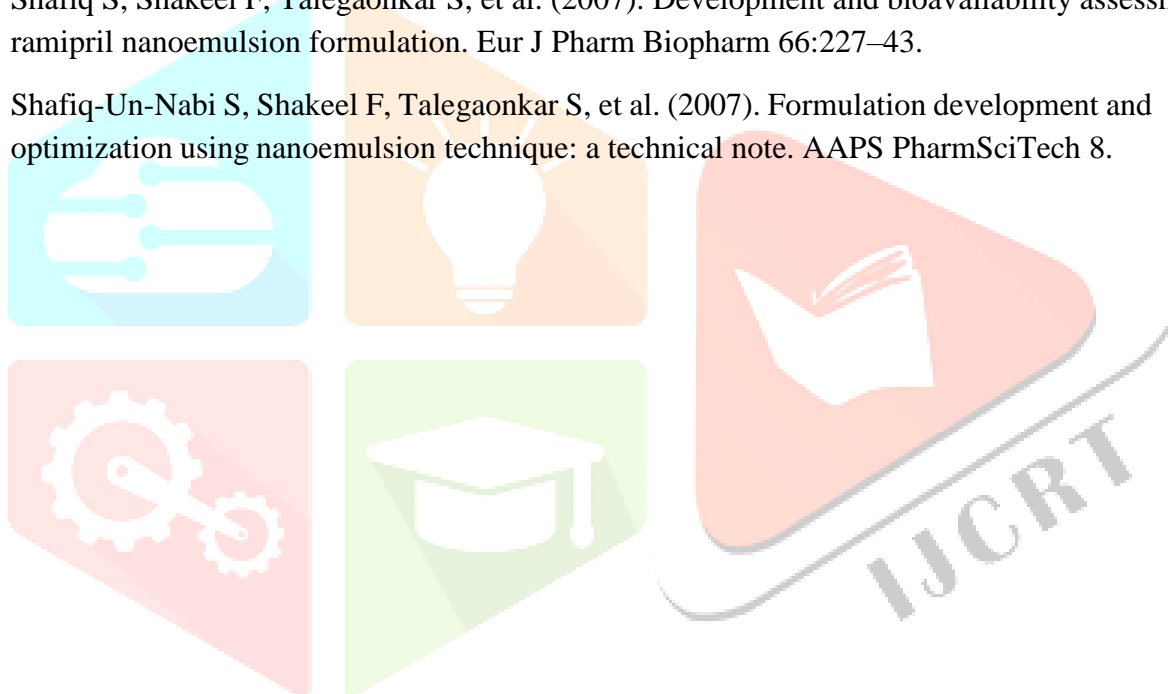 Shafiq S, Shakeel F, Talegaonkar S, et al. (2007). Development and bioavailability
ramipril nanoemulsion formulation. Eur J Pharm Biopharm 66:227–43.
Shafiq-Un-Nabi S, Shakeel F, Talegaonkar S, et al. (2007). Formulation development and
optimization using nanoemulsion technique: a technical note. AAPS PharmSciTech 8.
IJCRT